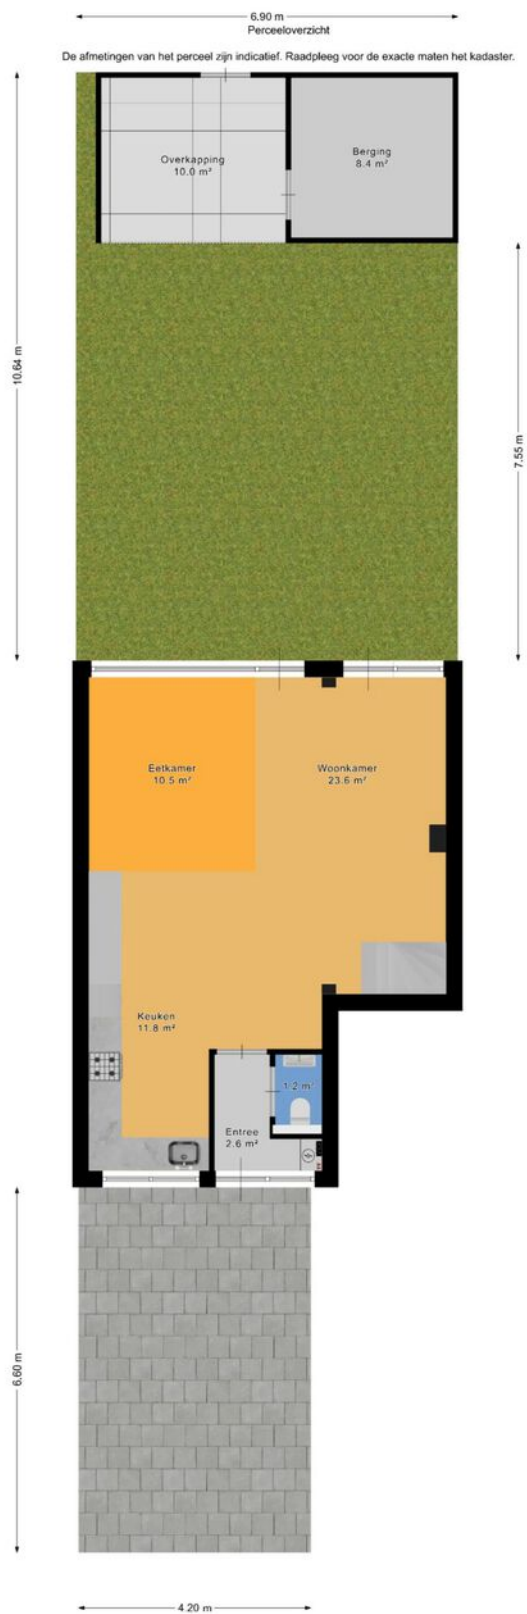 6.90 m
Perceeloverzicht
De afmetingen van het perceel zijn indicatief. Raadpleeg voor de exacte maten het kadaster.
Overkapping
10.0 m²
Berging
8.4 m²
10.64 m
7.55 m
Eetkamer
10.5 m²
Woonkamer
23.6 m²
Keuken
11.8 m²
1.2 m²
Entree
2.6 m²
6.60 m
4.20 m